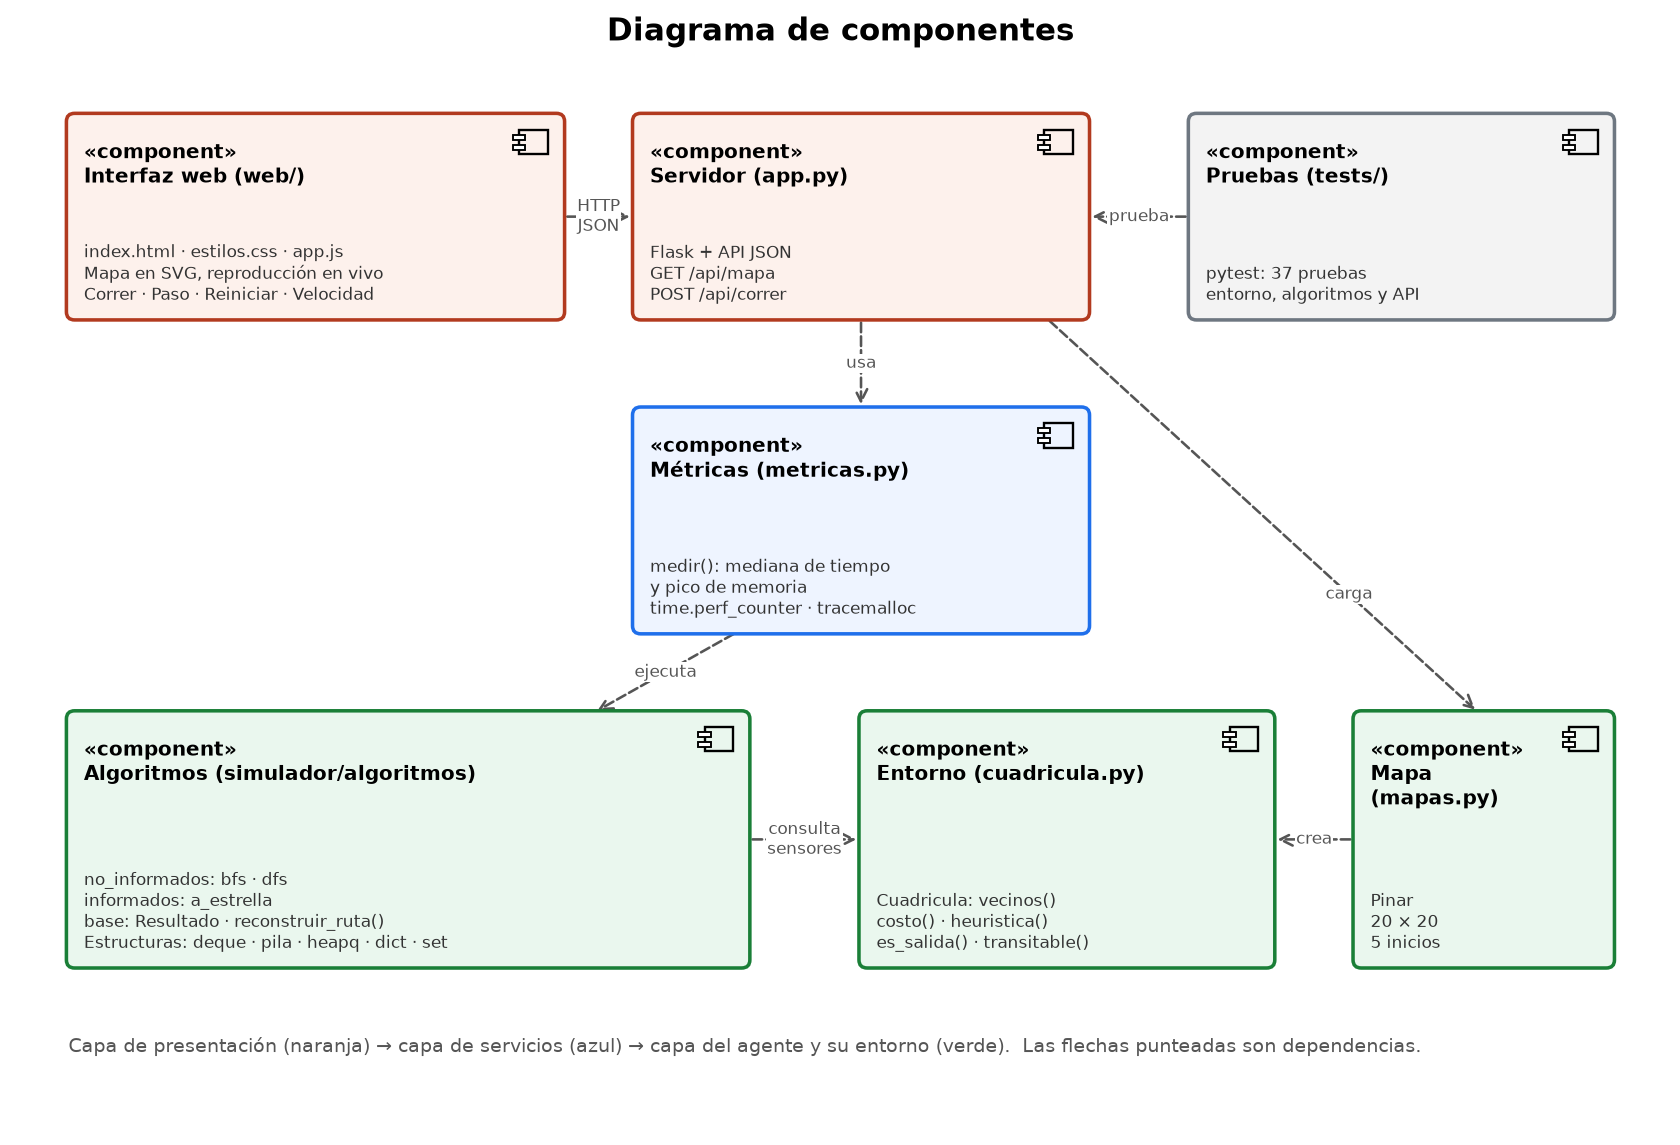 Diagrama de componentes
«component»
Interfaz web (web/)
index.html · estilos.css · app.js
Mapa en SVG, reproducción en vivo
Correr · Paso · Reiniciar · Velocidad
HTTP
JSON
«component»
Servidor (app.py)
Flask + API JSON
GET /api/mapa
POST /api/correr
prueba
«component»
Pruebas (tests/)
pytest: 37 pruebas
entorno, algoritmos y API
usa
«component»
Métricas (metricas.py)
medir(): mediana de tiempo
y pico de memoria
time.perf_counter · tracemalloc
carga
ejecuta
«component»
Algoritmos (simulador/algoritmos)
no_informados: bfs · dfs
informados: a_estrella
base: Resultado · reconstruir_ruta()
Estructuras: deque · pila · heapq · dict · set
consulta
sensores
«component»
Entorno (cuadricula.py)
Cuadricula: vecinos()
costo() · heuristica()
es_salida() · transitable()
crea
«component»
Mapa
(mapas.py)
Pinar
20 × 20
5 inicios
Capa de presentación (naranja) → capa de servicios (azul) → capa del agente y su entorno (verde).  Las flechas punteadas son dependencias.